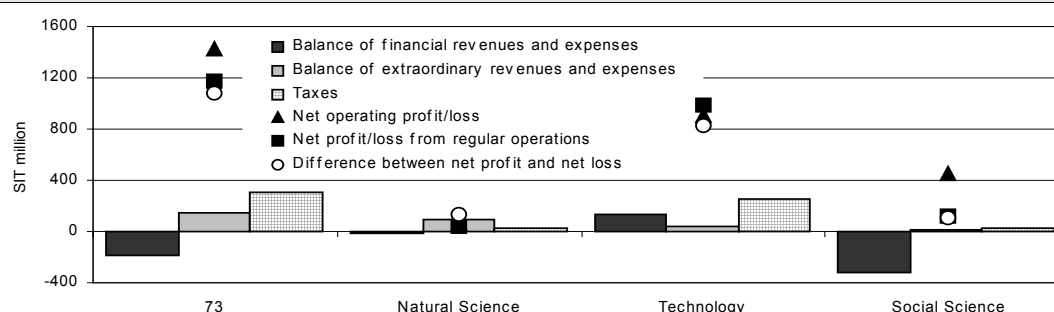 1600
1200
800
400
0
-400
SIT million
Balance of financial revenues and expenses
Balance of extraordinary revenues and expenses
Taxes
Net operating profit/loss
Net profit/loss from regular operations
Difference between net profit and net loss
73
Natural Science
Technology
Social Science